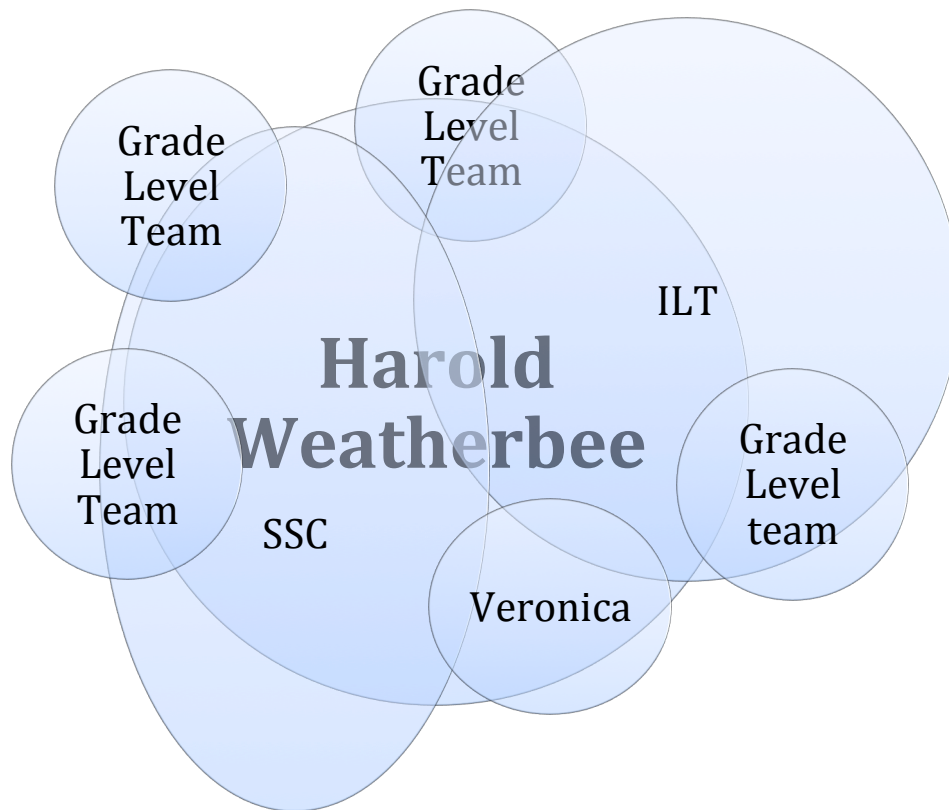 Grade
Level
Team
Grade
Level
Team
ILT
Harold
Weatherbee
Grade
Level
Team
Grade
Level
team
SSC
Veronica